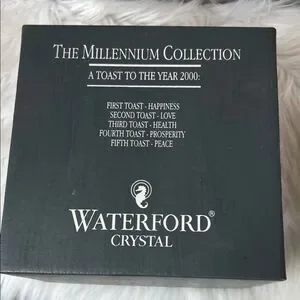 THE MILLENNIUM COLLECTION
A TOAST TO THE YEAR 2000:
FIRST TOAST - HAPPINESS
SECOND TOAST - LOVE
THIRD TOAST - HEALTH
FOURTH TOAST - PROSPERITY
FIFTH TOAST - PEACE
WATERFORD®
CRYSTAL